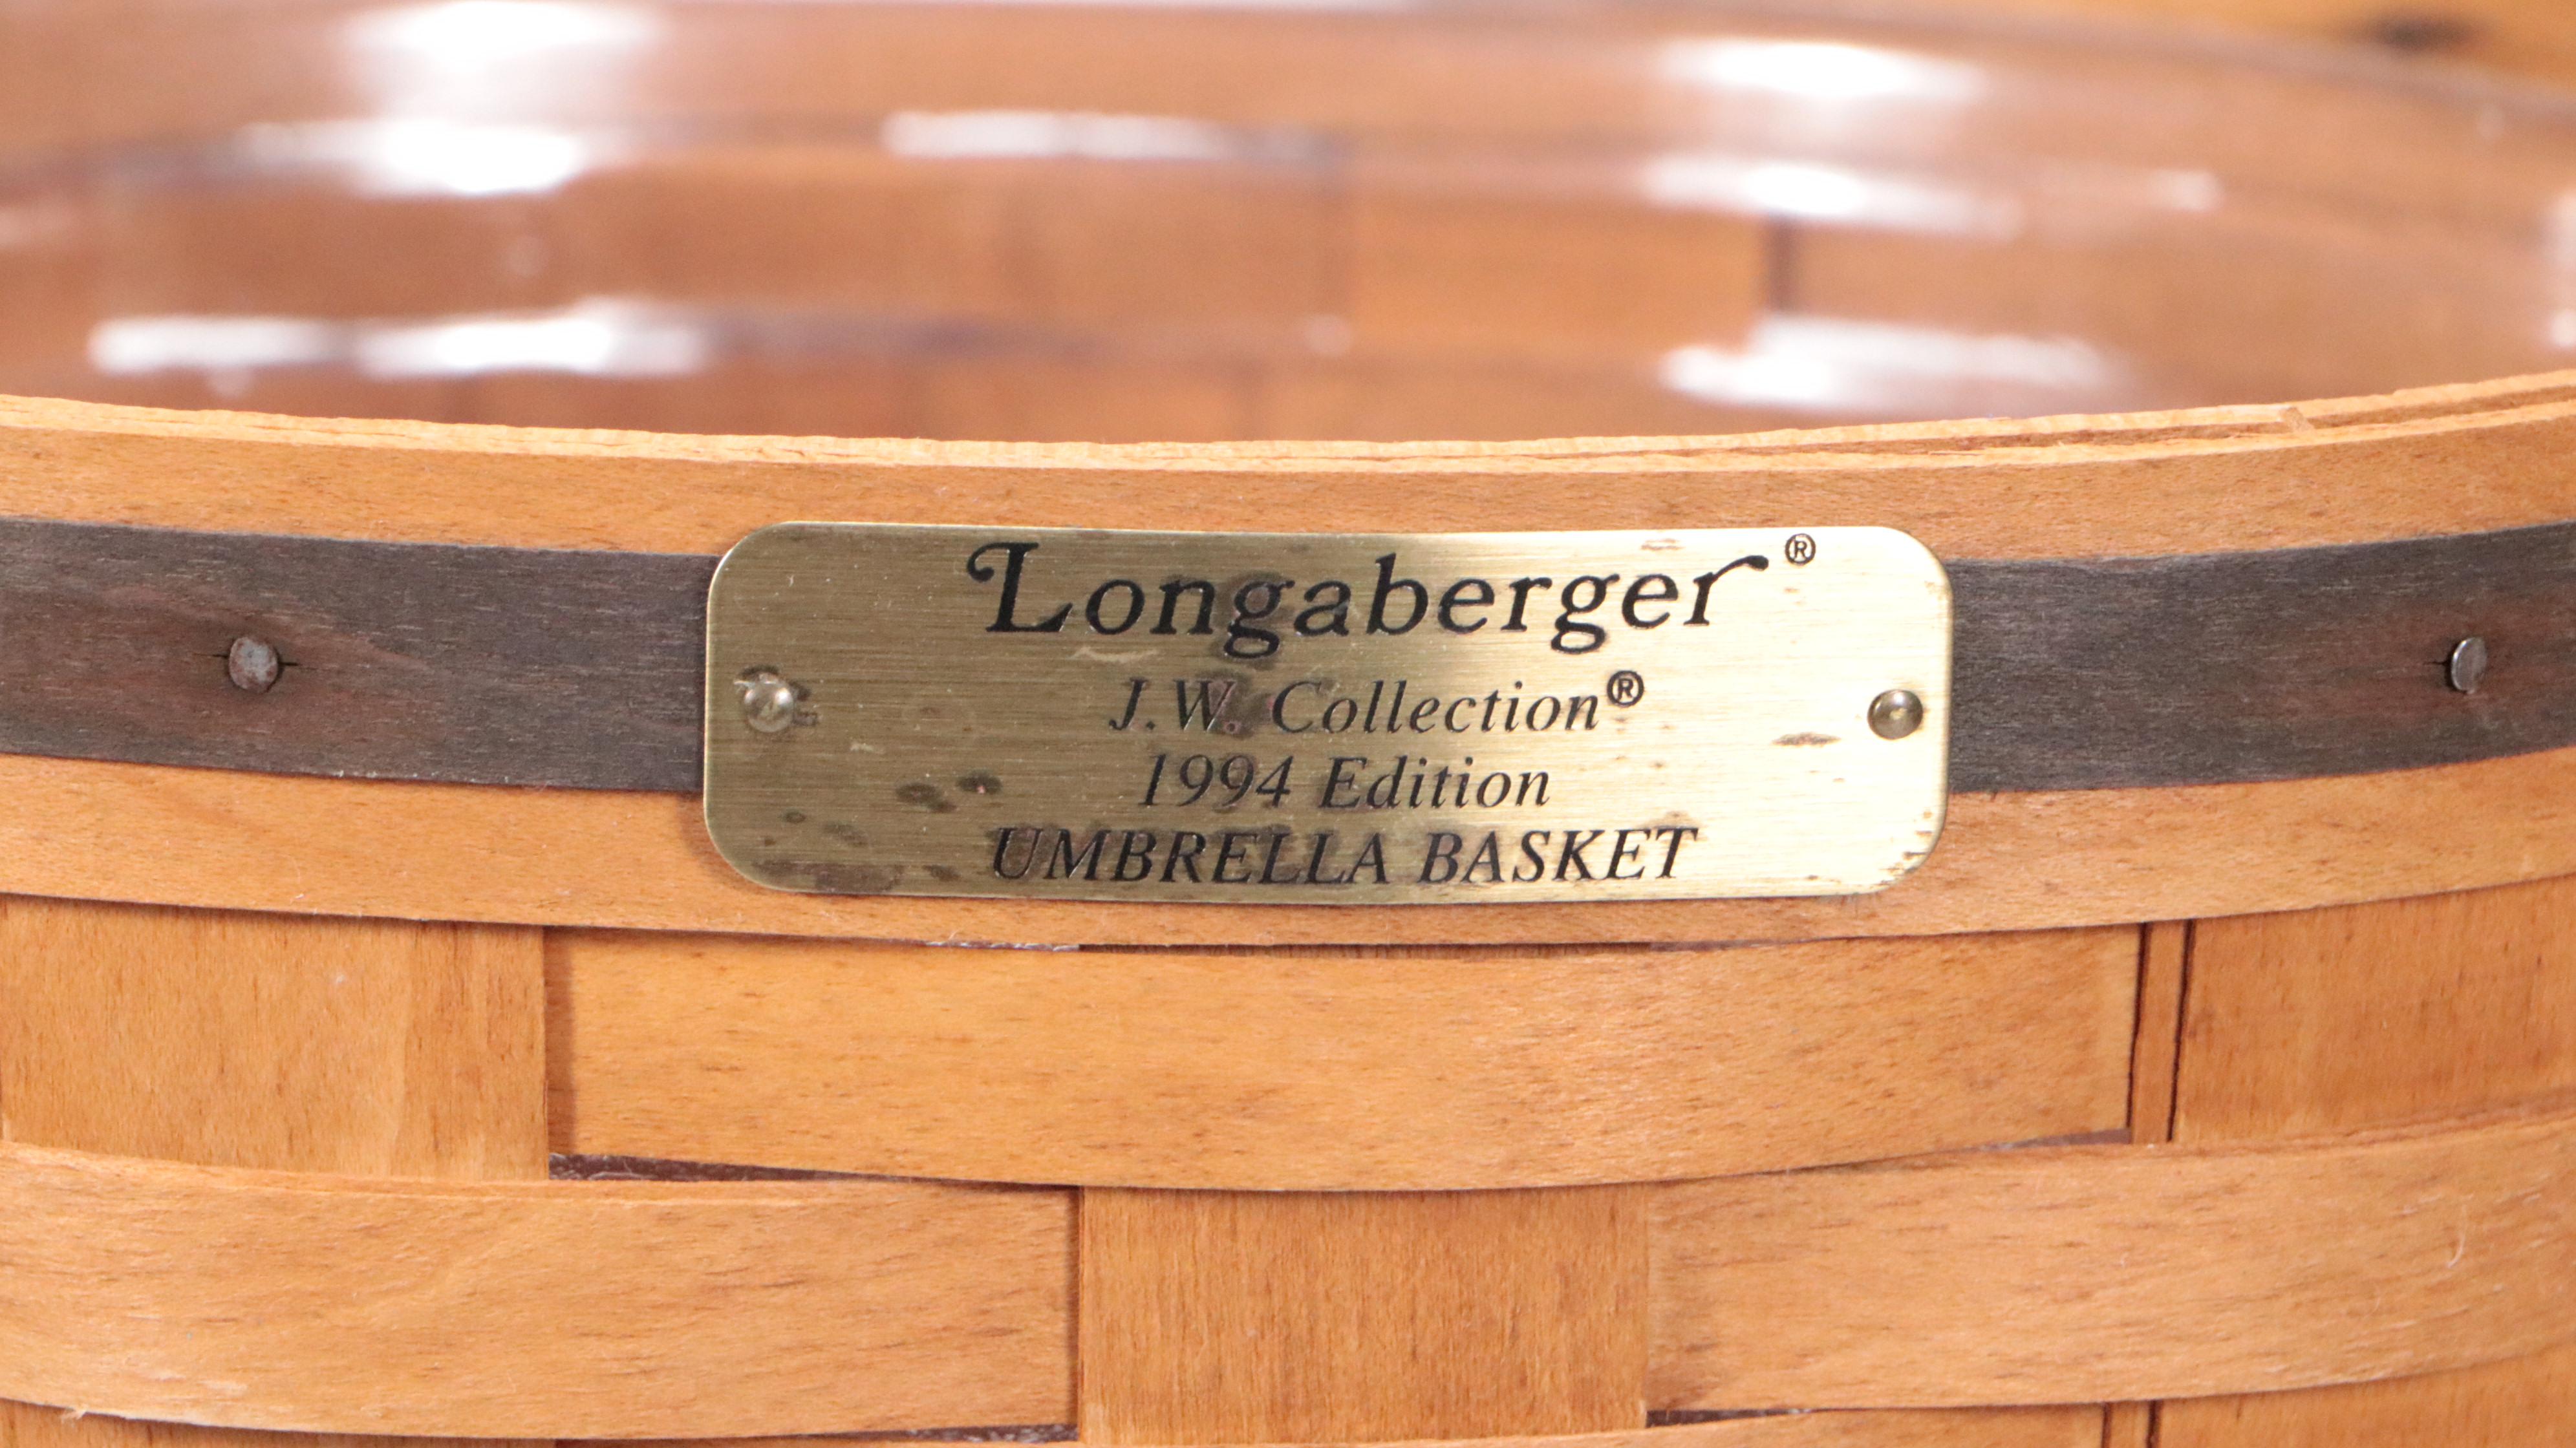 Longaberger®
J.W. Collection®
1994 Edition
UMBRELLA BASKET